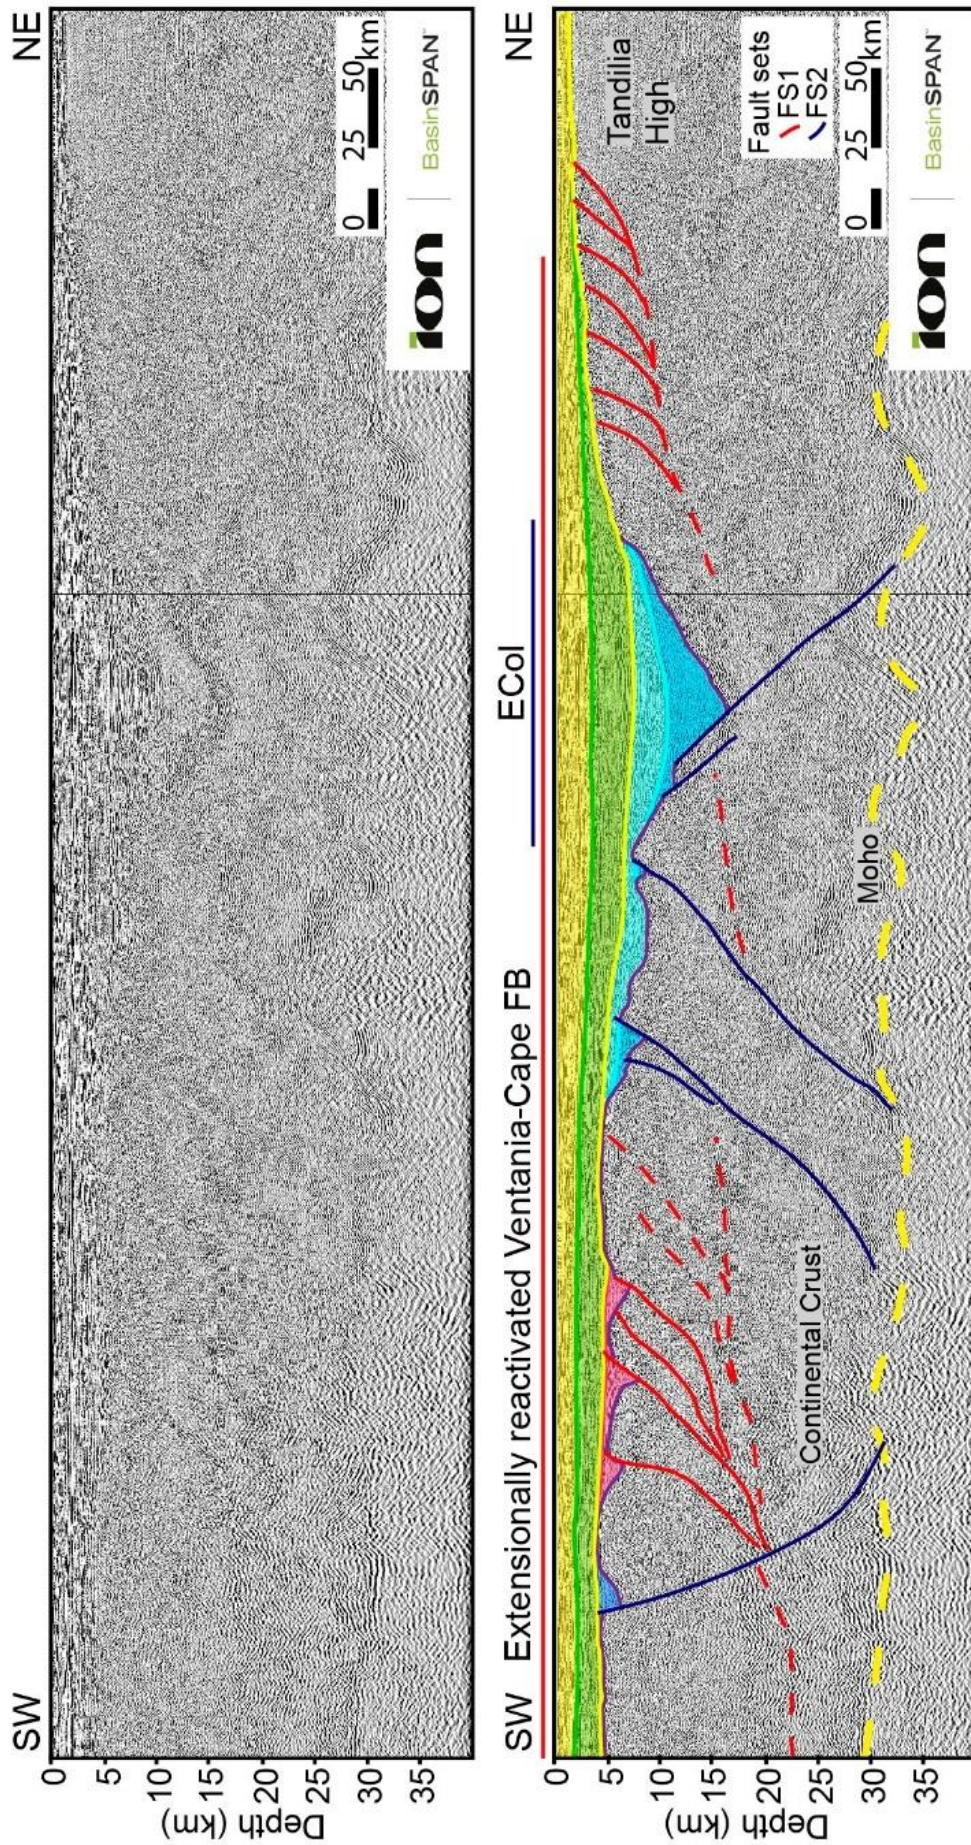 SW
NE
0
5
10
15
20
25
30
35
Depth (km)
0 25 50 km
ion | BasinSPAN™
SW
Extensionally reactivated Ventania-Cape FB
ECol
NE
0
5
10
15
20
25
30
35
Depth (km)
Tandilia
High
Fault sets
FS1
FS2
Continental Crust
Moho
0 25 50 km
ion | BasinSPAN™